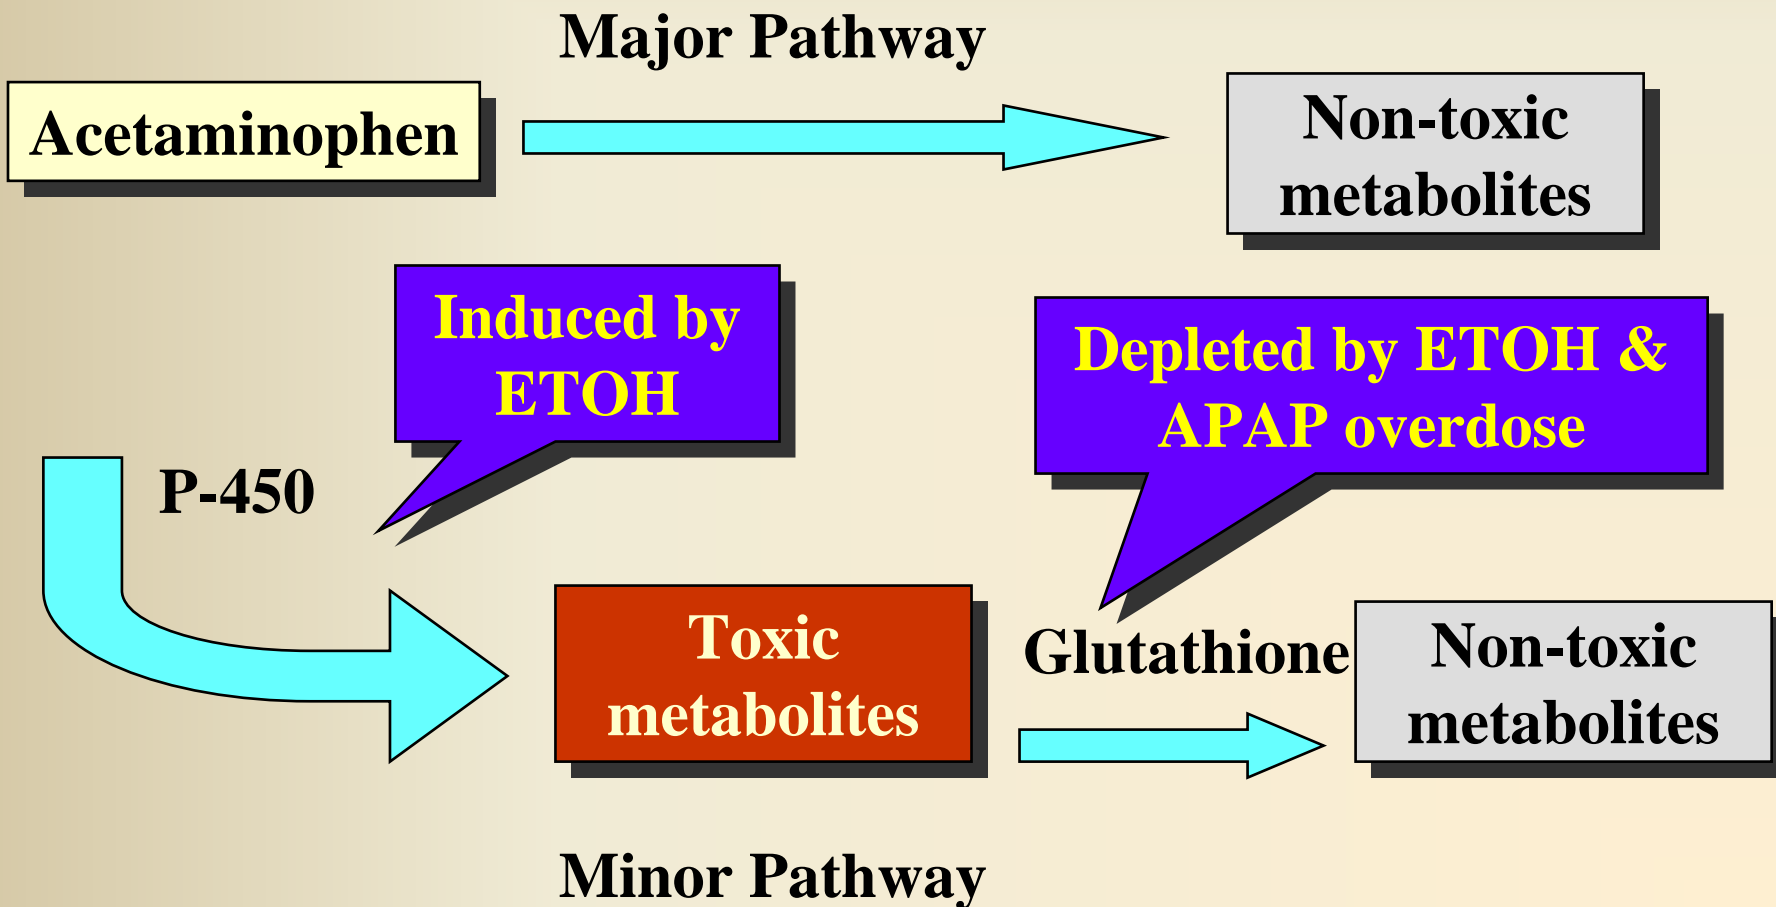 Major Pathway
Acetaminophen
Non-toxic
metabolites
Induced by
ETOH
Depleted by ETOH &
APAP overdose
P-450
Toxic
metabolites
Glutathione
Non-toxic
metabolites
Minor Pathway